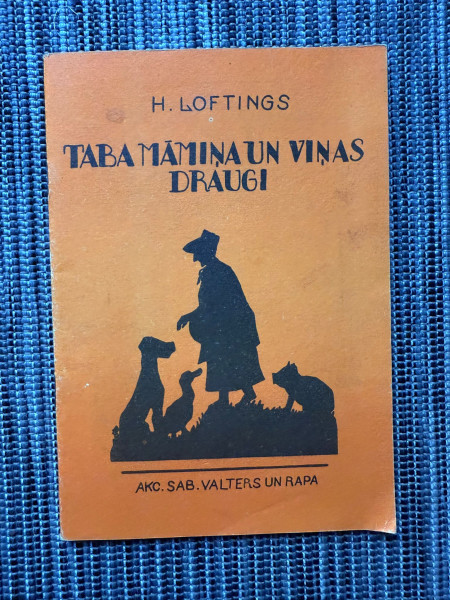 H. LOFTINGS
TABA MĀMIŅA UN VIŅAS
DRAUGI
AKC. SAB. VALTERS UN RAPA